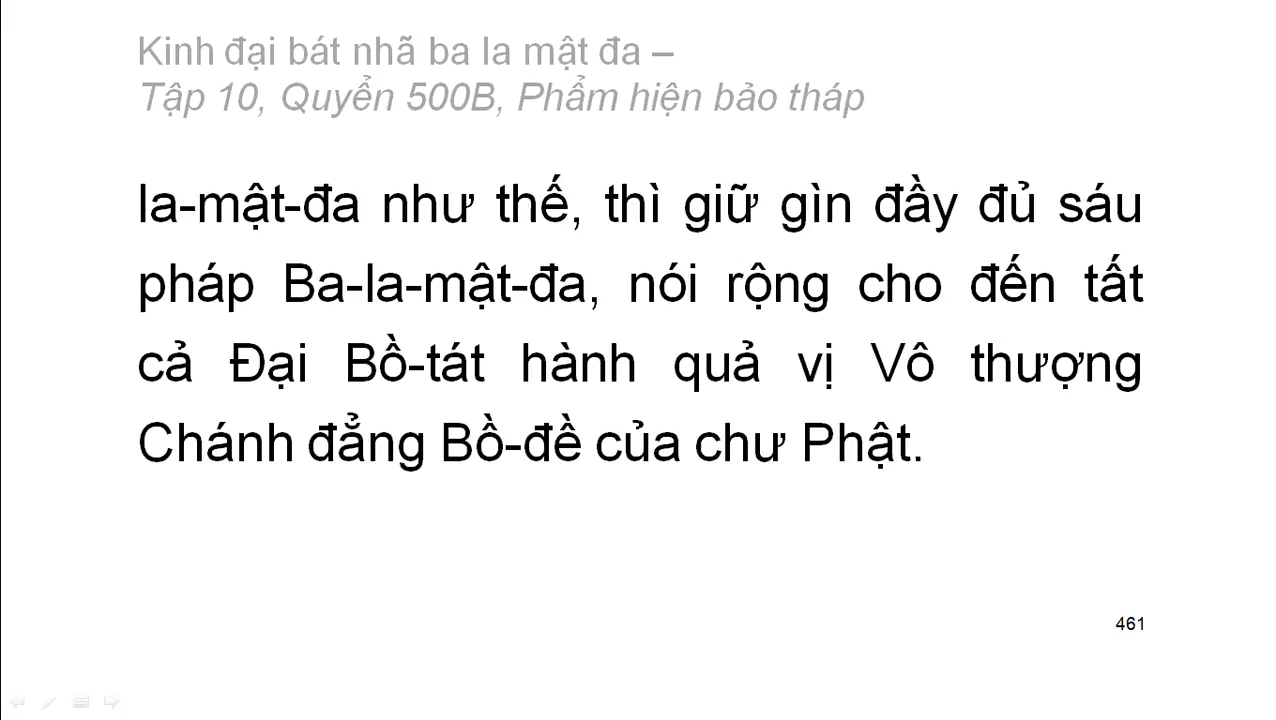 Kinh đại bát nhã ba la mật đa –
Tập 10, Quyển 500B, Phẩm hiện bảo tháp
la-mật-đa như thế, thì giữ gìn đầy đủ sáu
pháp Ba-la-mật-đa, nói rộng cho đến tất
cả Đại Bồ-tát hành quả vị Vô thượng
Chánh đẳng Bồ-đề của chư Phật.
461